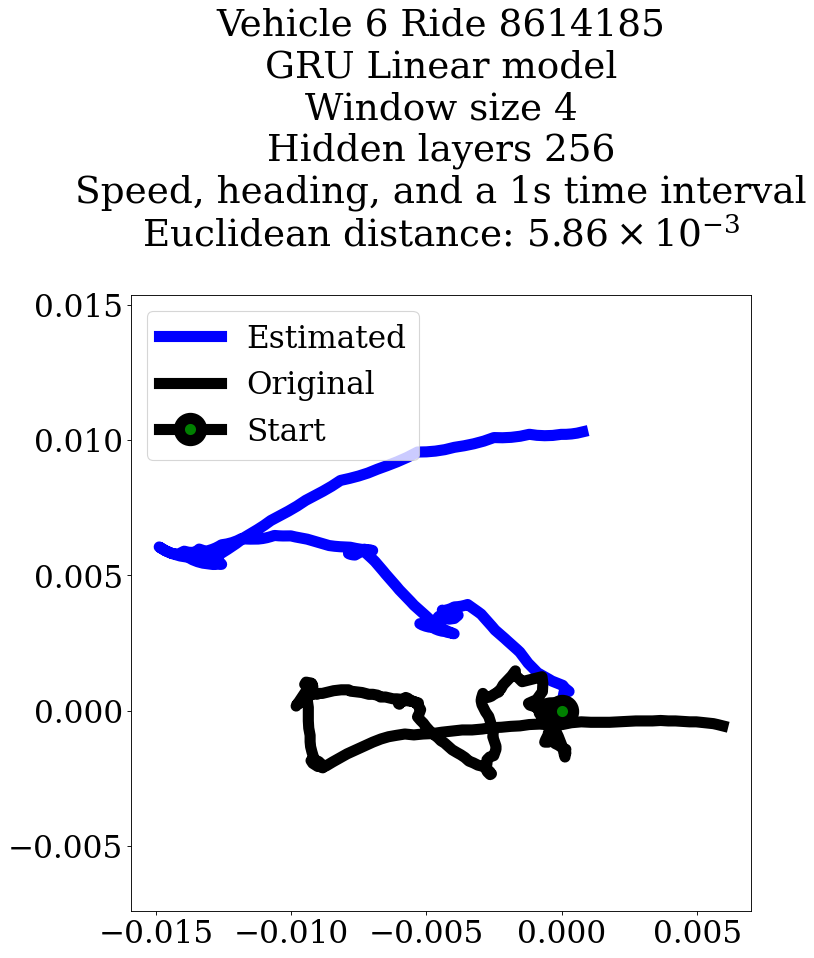 Vehicle 6 Ride 8614185
GRU Linear model
Window size 4
Hidden layers 256
Speed, heading, and a 1s time interval
Euclidean distance: 5.86 × 10⁻³
0.015
0.010
0.005
0.000
−0.005
Estimated
Original
Start
−0.015 −0.010 −0.005 0.000 0.005